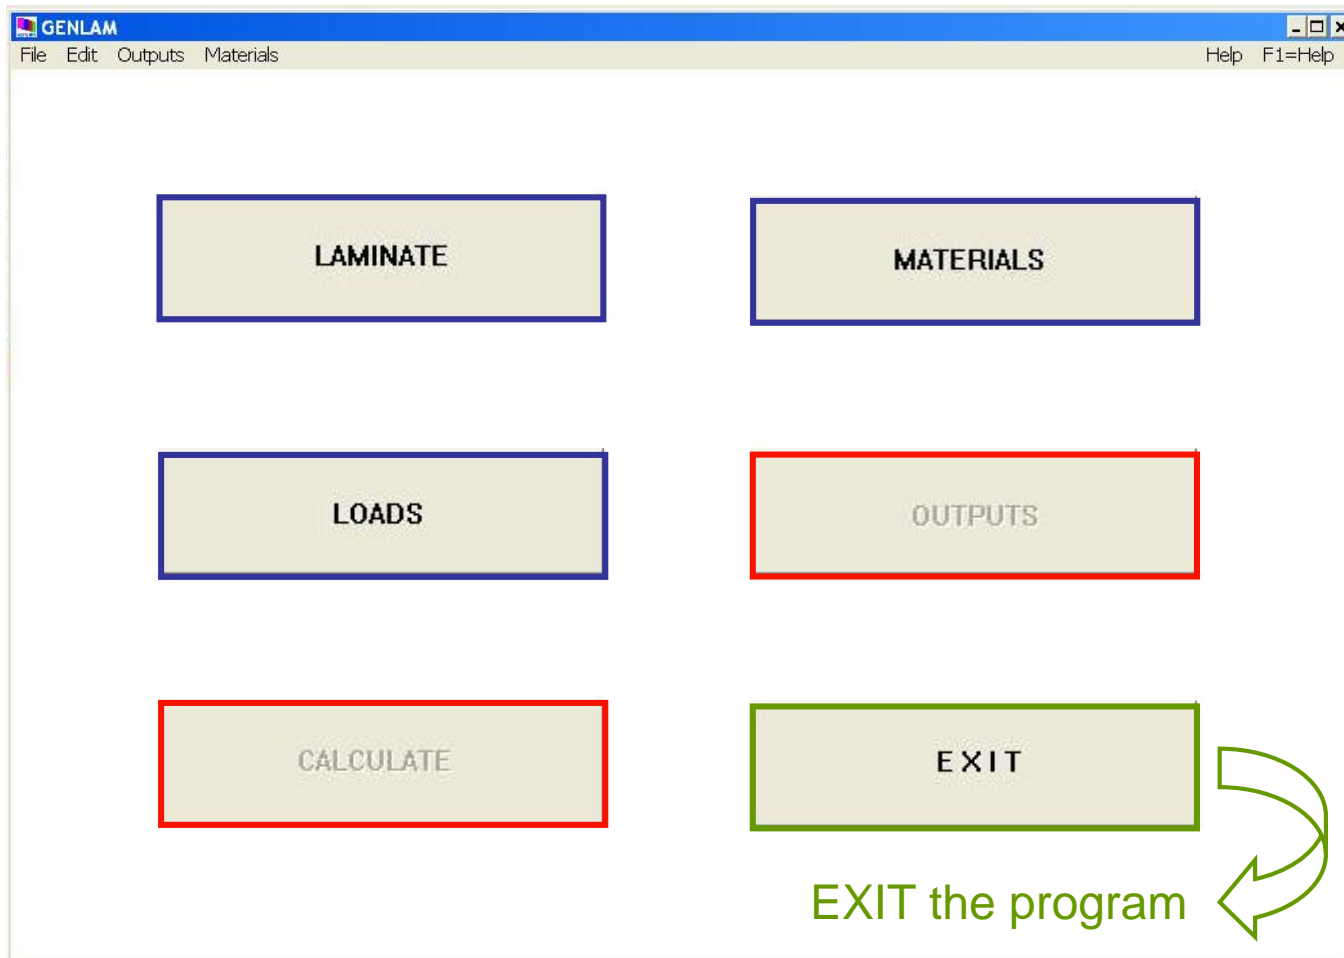 GENLAM
File Edit Outputs Materials Help F1=Help
LAMINATE MATERIALS
LOADS OUTPUTS
CALCULATE EXIT
EXIT the program